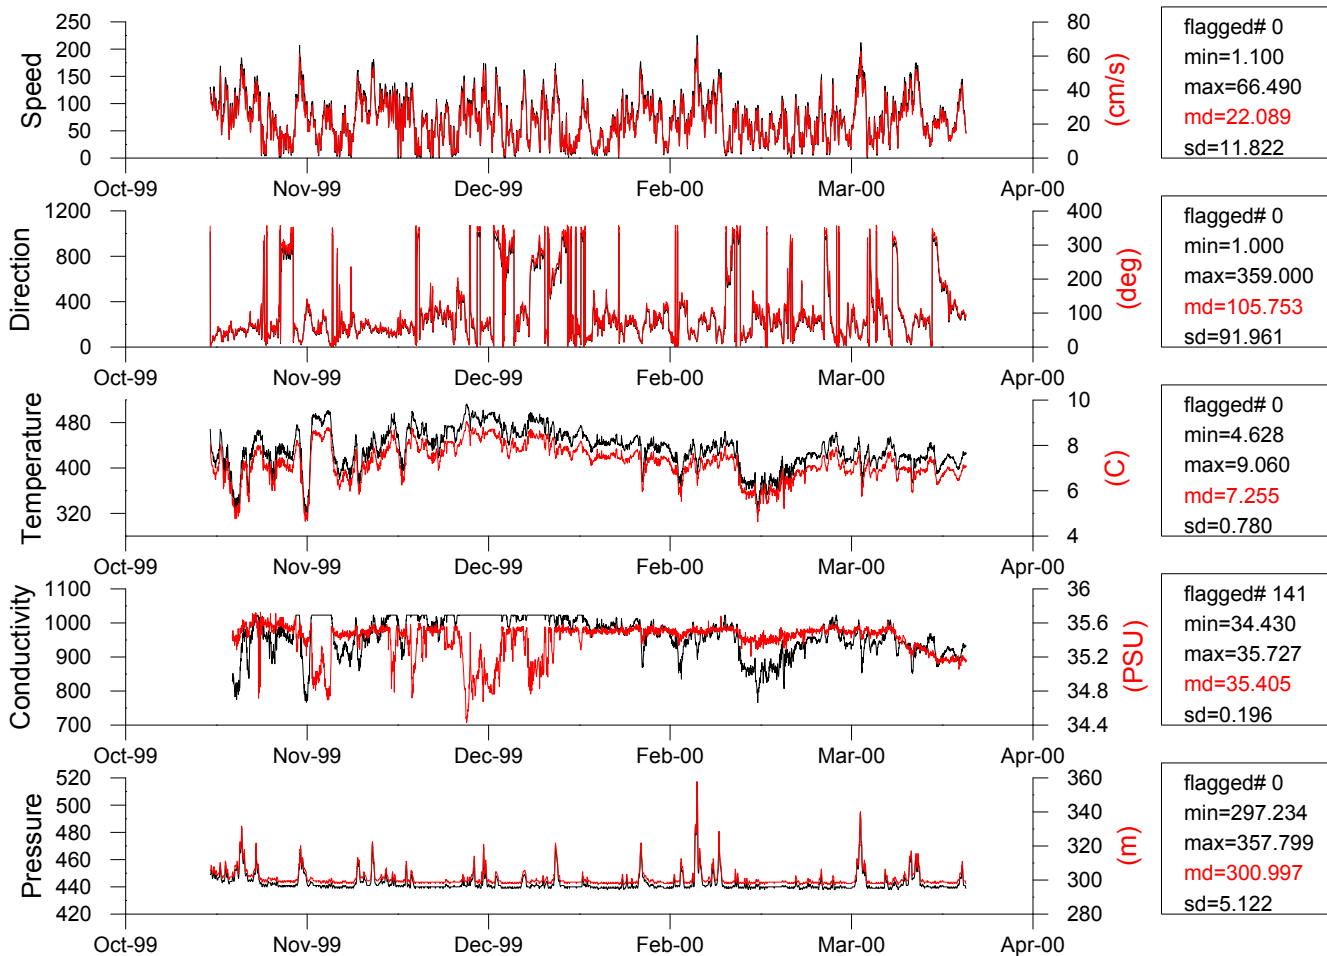 Speed
250
200
150
100
50
0
80
60
40
20
0
(cm/s)
Oct-99 Nov-99 Dec-99 Feb-00 Mar-00 Apr-00
flagged# 0
min=1.100
max=66.490
md=22.089
sd=11.822
Direction
1200
800
400
0
400
300
200
100
0
(deg)
Oct-99 Nov-99 Dec-99 Feb-00 Mar-00 Apr-00
flagged# 0
min=1.000
max=359.000
md=105.753
sd=91.961
Temperature
480
400
320
10
8
6
4
(C)
Oct-99 Nov-99 Dec-99 Feb-00 Mar-00 Apr-00
flagged# 0
min=4.628
max=9.060
md=7.255
sd=0.780
Conductivity
1100
1000
900
800
700
36
35.6
35.2
34.8
34.4
(PSU)
Oct-99 Nov-99 Dec-99 Feb-00 Mar-00 Apr-00
flagged# 141
min=34.430
max=35.727
md=35.405
sd=0.196
Pressure
520
500
480
460
440
420
360
340
320
300
280
(m)
Oct-99 Nov-99 Dec-99 Feb-00 Mar-00 Apr-00
flagged# 0
min=297.234
max=357.799
md=300.997
sd=5.122